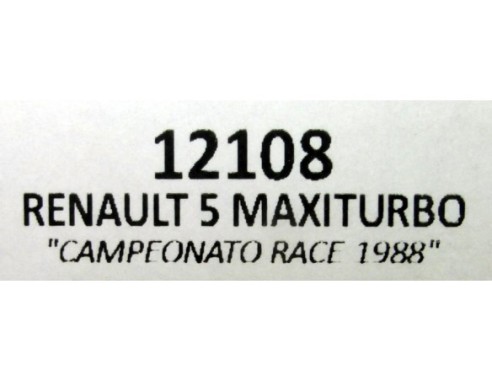 12108
RENAULT 5 MAXITURBO
"CAMPEONATO RACE 1988"